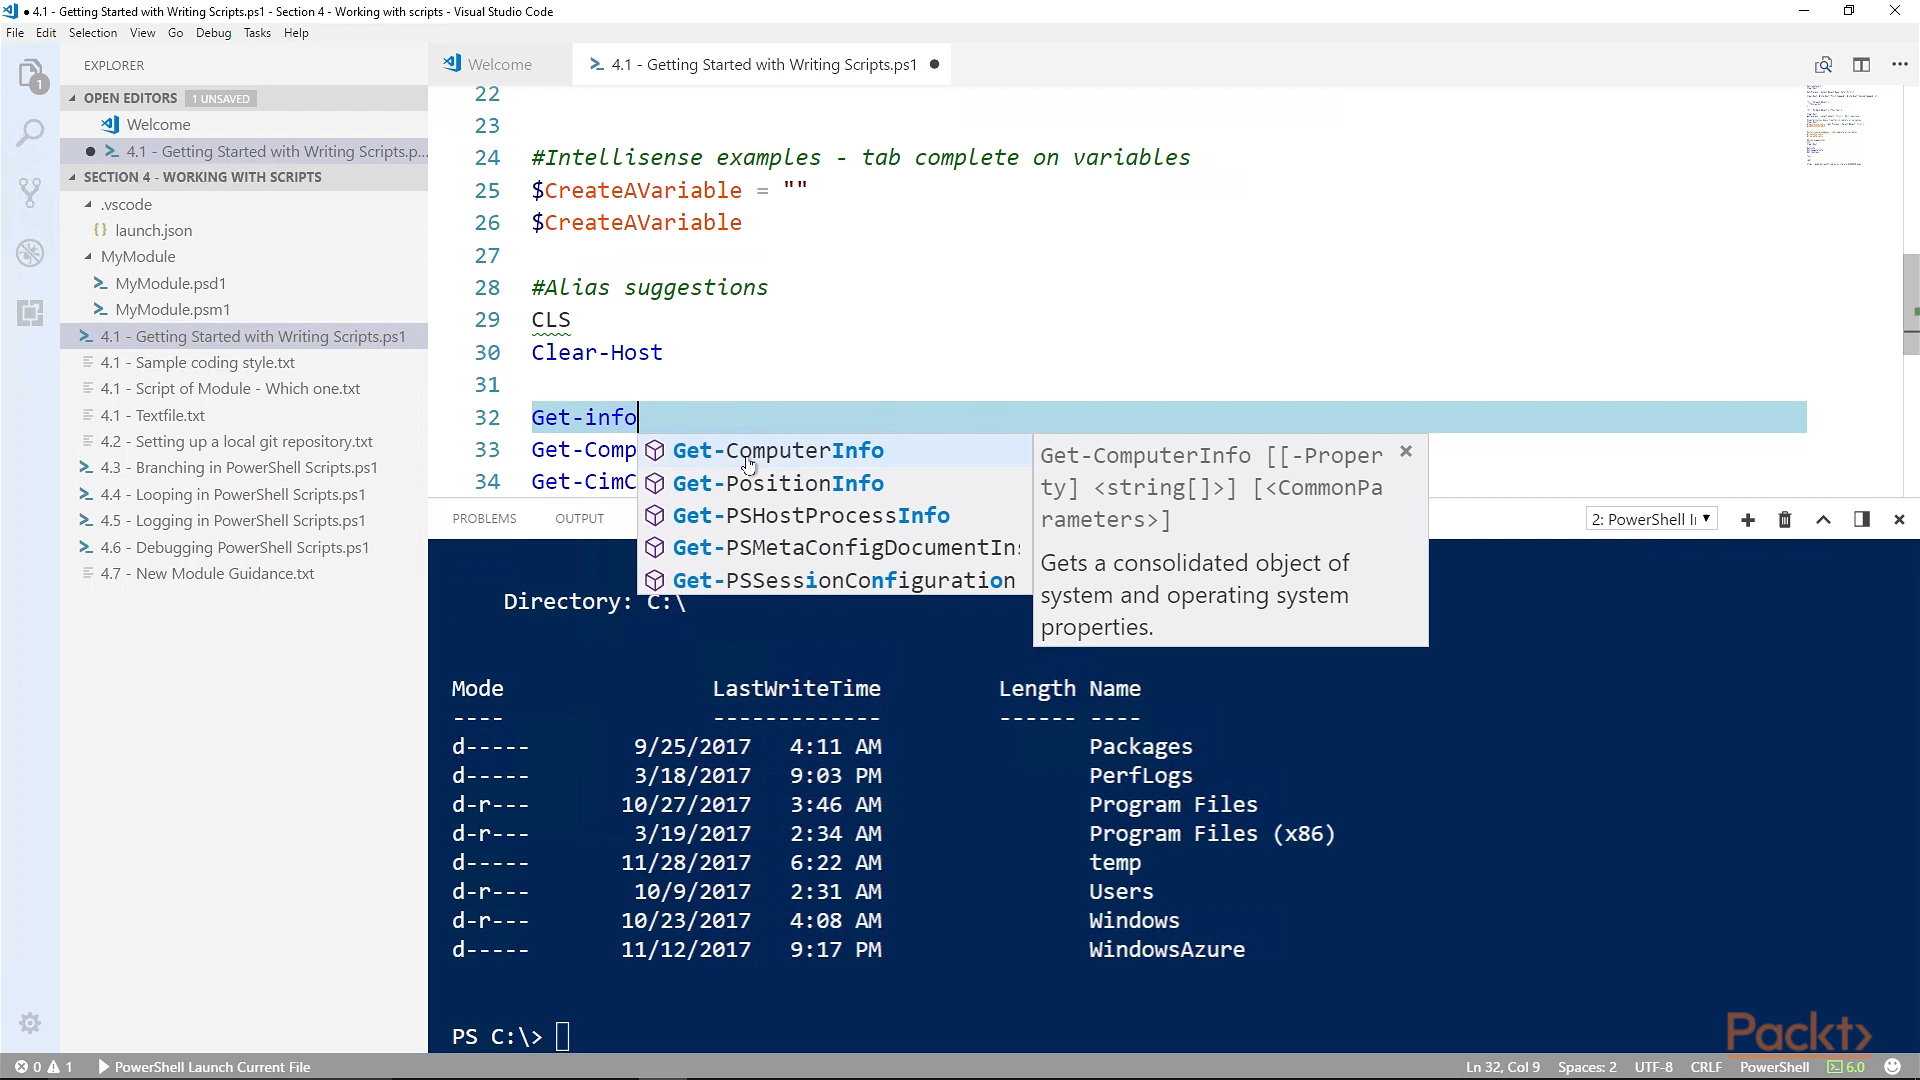 4.1 - Getting Started with Writing Scripts.ps1 - Section 4 - Working with scripts - Visual Studio Code
File Edit Selection View Go Debug Tasks Help
EXPLORER
1
OPEN EDITORS 1 UNSAVED
Welcome
4.1 - Getting Started with Writing Scripts.p...
SECTION 4 - WORKING WITH SCRIPTS
.vscode
{} launch.json
MyModule
MyModule.psd1
MyModule.psm1
4.1 - Getting Started with Writing Scripts.ps1
4.1 - Sample coding style.txt
4.1 - Script of Module - Which one.txt
4.1 - Textfile.txt
4.2 - Setting up a local git repository.txt
4.3 - Branching in PowerShell Scripts.ps1
4.4 - Looping in PowerShell Scripts.ps1
4.5 - Logging in PowerShell Scripts.ps1
4.6 - Debugging PowerShell Scripts.ps1
4.7 - New Module Guidance.txt
Welcome 4.1 - Getting Started with Writing Scripts.ps1
22
23
24 #Intellisense examples - tab complete on variables
25 $CreateAVariable = ""
26 $CreateAVariable
27
28 #Alias suggestions
29 CLS
30 Clear-Host
31
32 Get-info
33 Get-Comp
34 Get-CimC
Get-ComputerInfo
Get-PositionInfo
Get-PSHostProcessInfo
Get-PSMetaConfigDocumentIn
Get-PSSessionConfiguration
Get-ComputerInfo [[-Proper
ty] <string[]>] [<CommonPa
rameters>]
Gets a consolidated object of
system and operating system
properties.
PROBLEMS OUTPUT 2: PowerShell I
Directory: C:\
Mode LastWriteTime Length Name
---- ------------- ------ ----
d----- 9/25/2017 4:11 AM Packages
d----- 3/18/2017 9:03 PM PerfLogs
d-r--- 10/27/2017 3:46 AM Program Files
d-r--- 3/19/2017 2:34 AM Program Files (x86)
d----- 11/28/2017 6:22 AM temp
d-r--- 10/9/2017 2:31 AM Users
d-r--- 10/23/2017 4:08 AM Windows
d----- 11/12/2017 9:17 PM WindowsAzure
PS C:\>
Packt>
0 1 PowerShell Launch Current File Ln 32, Col 9 Spaces: 2 UTF-8 CRLF PowerShell 6.0